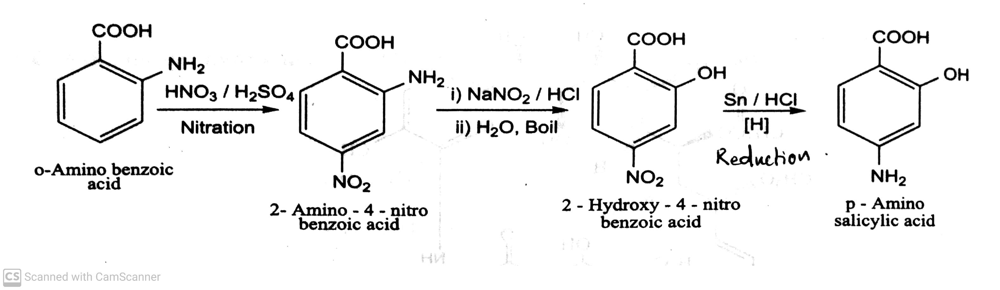 COOH
NH₂
HNO₃ / H₂SO₄
Nitration
o-Amino benzoic
acid
COOH
NH₂
NO₂
2- Amino - 4 - nitro
benzoic acid
i) NaNO₂ / HCl
ii) H₂O, Boil
COOH
OH
NO₂
2 - Hydroxy - 4 - nitro
benzoic acid
Sn / HCl
[H]
Reduction
COOH
OH
NH₂
p - Amino
salicylic acid
CS Scanned with CamScanner